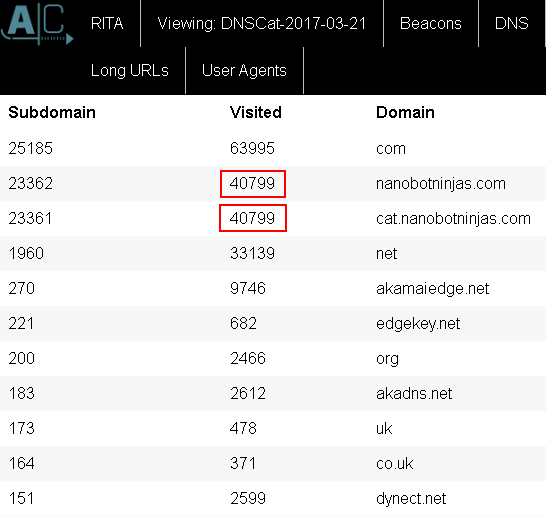 A|C RITA Viewing: DNSCat-2017-03-21 Beacons DNS
Long URLs User Agents
Subdomain Visited Domain
25185 63995 com
23362 40799 nanobotninjas.com
23361 40799 cat.nanobotninjas.com
1960 33139 net
270 9746 akamaiedge.net
221 682 edgekey.net
200 2466 org
183 2612 akadns.net
173 478 uk
164 371 co.uk
151 2599 dynect.net